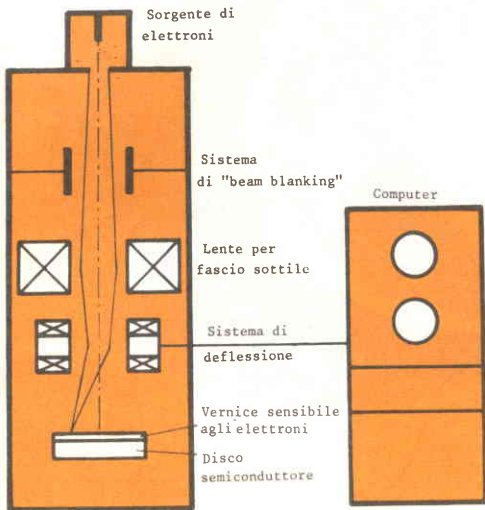 Sorgente di
elettroni
Sistema
di "beam blanking"
Computer
Lente per
fascio sottile
Sistema di
deflessione
Vernice sensibile
agli elettroni
Disco
semiconduttore